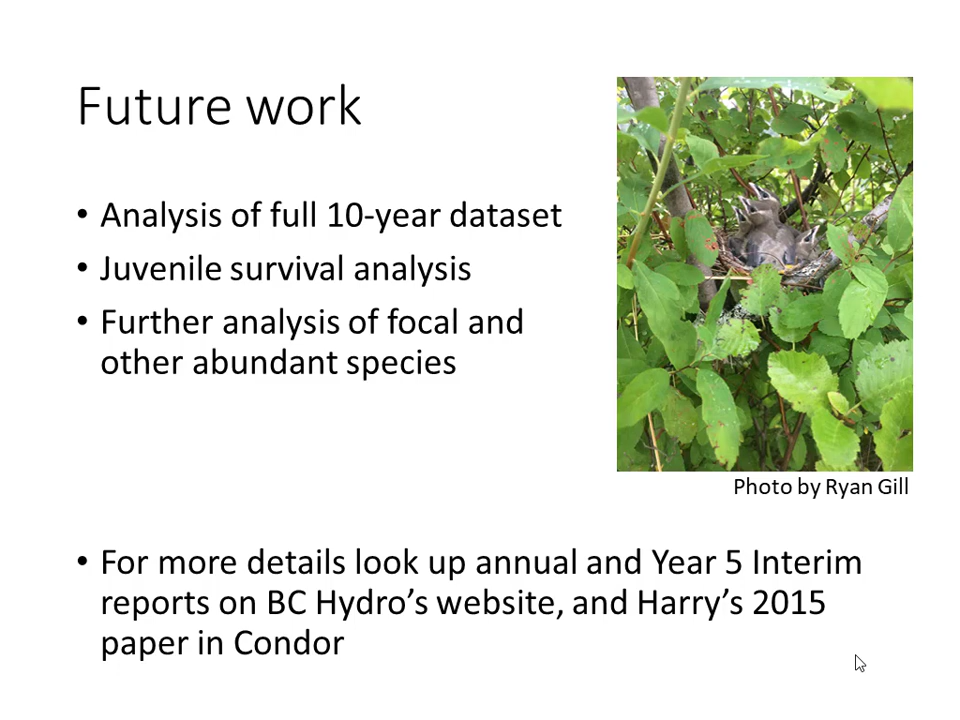 Future work
• Analysis of full 10-year dataset
• Juvenile survival analysis
• Further analysis of focal and
other abundant species
Photo by Ryan Gill
• For more details look up annual and Year 5 Interim
reports on BC Hydro’s website, and Harry’s 2015
paper in Condor